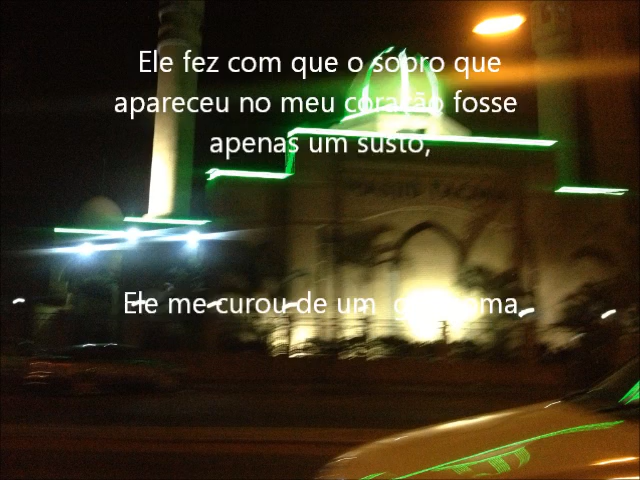 Ele fez com que o sopro que
apareceu no meu coração fosse
apenas um susto,
Ele me curou de um